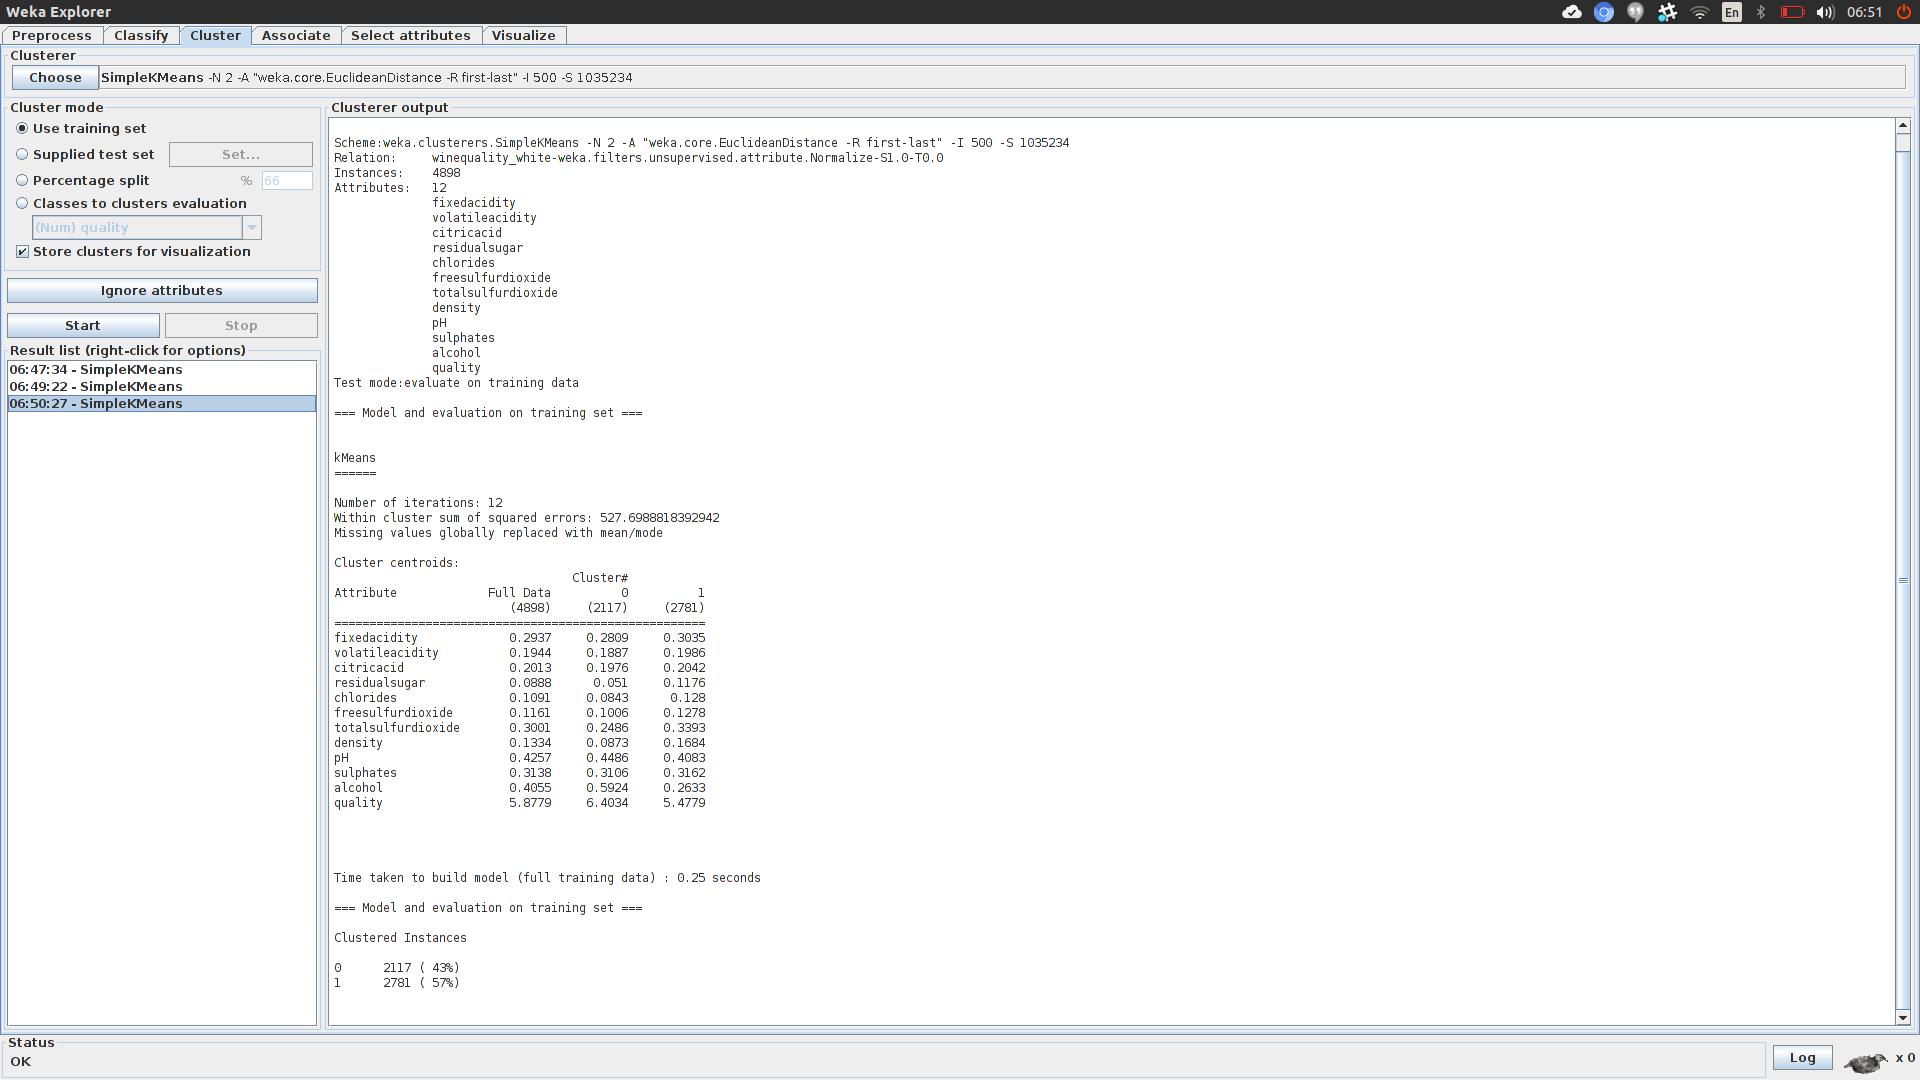 Weka Explorer
En
06:51
Preprocess Classify Cluster Associate Select attributes Visualize
Clusterer
Choose SimpleKMeans -N 2 -A "weka.core.EuclideanDistance -R first-last" -I 500 -S 1035234
Cluster mode
Use training set
Supplied test set Set...
Percentage split % 66
Classes to clusters evaluation
(Num) quality
Store clusters for visualization
Ignore attributes
Start Stop
Result list (right-click for options)
06:47:34 - SimpleKMeans
06:49:22 - SimpleKMeans
06:50:27 - SimpleKMeans
Clusterer output
Scheme:weka.clusterers.SimpleKMeans -N 2 -A "weka.core.EuclideanDistance -R first-last" -I 500 -S 1035234
Relation: winequality_white-weka.filters.unsupervised.attribute.Normalize-S1.0-T0.0
Instances: 4898
Attributes: 12
fixedacidity
volatileacidity
citricacid
residualsugar
chlorides
freesulfurdioxide
totalsulfurdioxide
density
pH
sulphates
alcohol
quality
Test mode:evaluate on training data
=== Model and evaluation on training set ===
kMeans
======
Number of iterations: 12
Within cluster sum of squared errors: 527.6988818392942
Missing values globally replaced with mean/mode
Cluster centroids:
Cluster#
Attribute Full Data 0 1
(4898) (2117) (2781)
=====================================================
fixedacidity 0.2937 0.2809 0.3035
volatileacidity 0.1944 0.1887 0.1986
citricacid 0.2013 0.1976 0.2042
residualsugar 0.0888 0.051 0.1176
chlorides 0.1091 0.0843 0.128
freesulfurdioxide 0.1161 0.1006 0.1278
totalsulfurdioxide 0.3001 0.2486 0.3393
density 0.1334 0.0873 0.1684
pH 0.4257 0.4486 0.4083
sulphates 0.3138 0.3106 0.3162
alcohol 0.4055 0.5924 0.2633
quality 5.8779 6.4034 5.4779
Time taken to build model (full training data) : 0.25 seconds
=== Model and evaluation on training set ===
Clustered Instances
0 2117 ( 43%)
1 2781 ( 57%)
Status
OK
Log
x 0